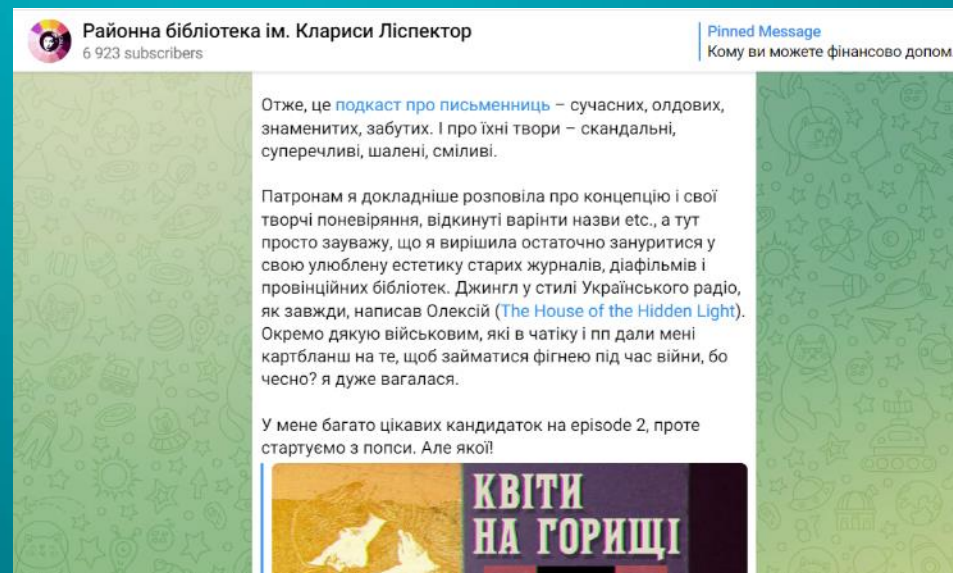 Районна бібліотека ім. Клариси Ліспектор
6 923 subscribers
Pinned Message
Кому ви можете фінансово допом
Отже, це подкаст про письменниць – сучасних, олдових,
знаменитих, забутих. І про їхні твори – скандальні,
суперечливі, шалені, сміливі.
Патронам я докладніше розповіла про концепцію і свої
творчі поневіряння, відкинуті варінти назви etc., а тут
просто зауважу, що я вирішила остаточно зануритися у
свою улюблену естетику старих журналів, діафільмів і
провінційних бібліотек. Джингл у стилі Українського радіо,
як завжди, написав Олексій (The House of the Hidden Light).
Окремо дякую військовим, які в чатіку і пп дали мені
картбланш на те, щоб займатися фігнею під час війни, бо
чесно? я дуже вагалася.
У мене багато цікавих кандидаток на episode 2, проте
стартуємо з попси. Але якої!
КВІТИ
НА ГОРИЩІ